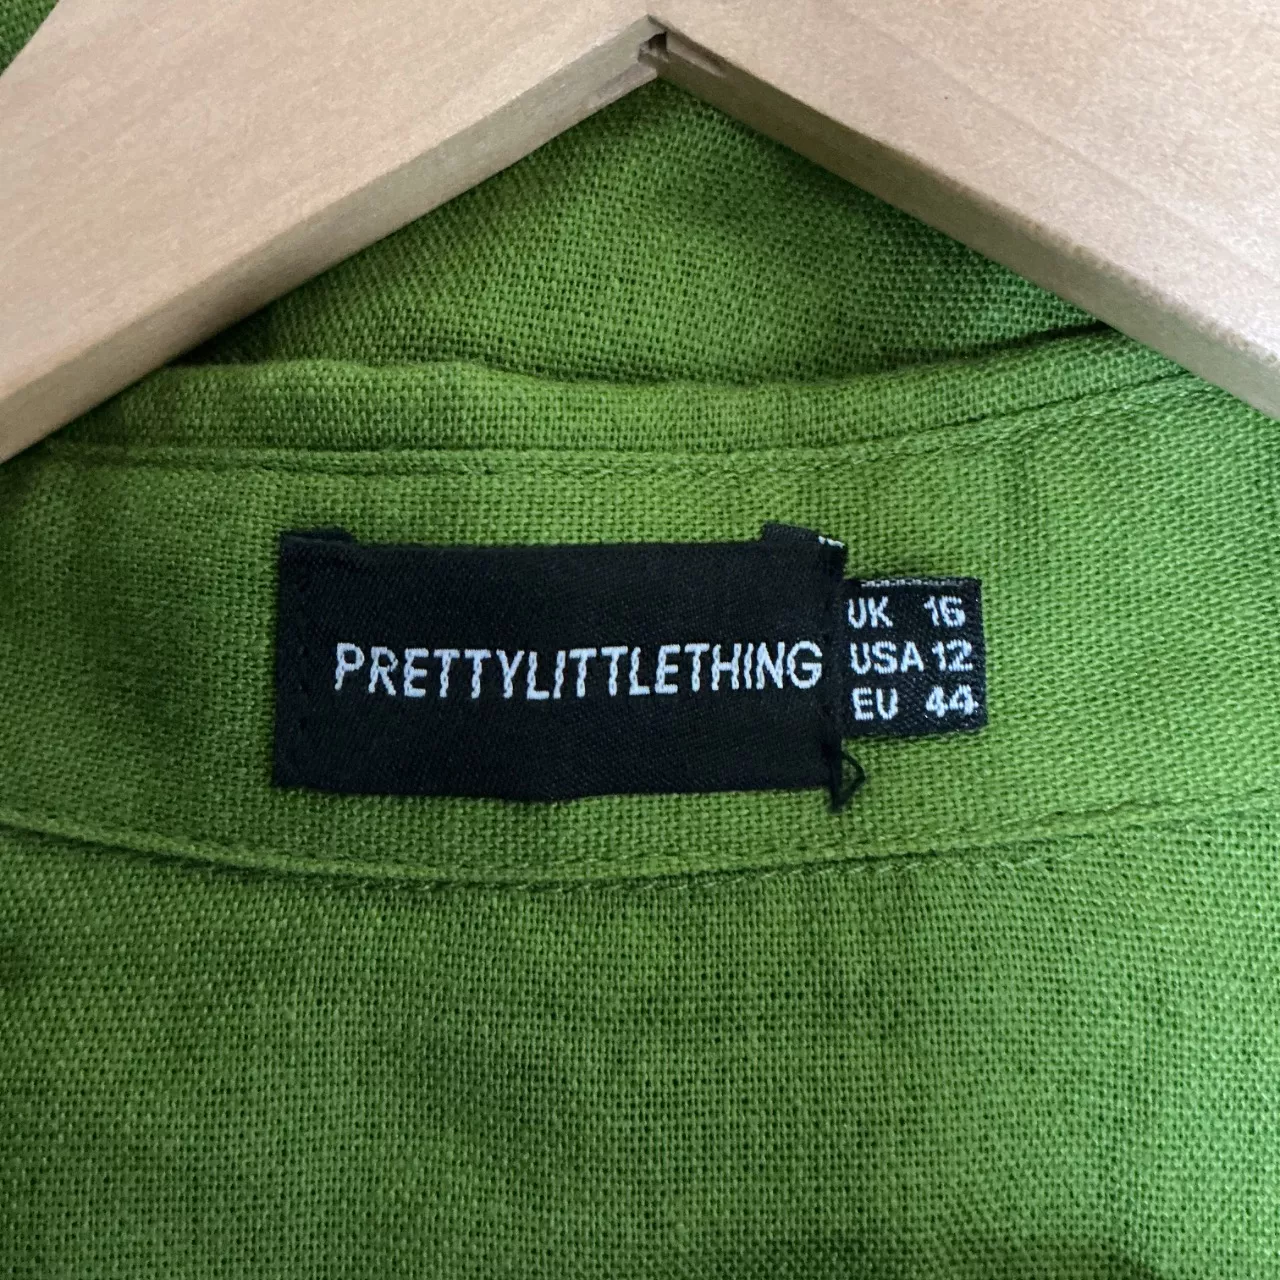 PRETTYLITTLETHING
UK 16
USA 12
EU 44